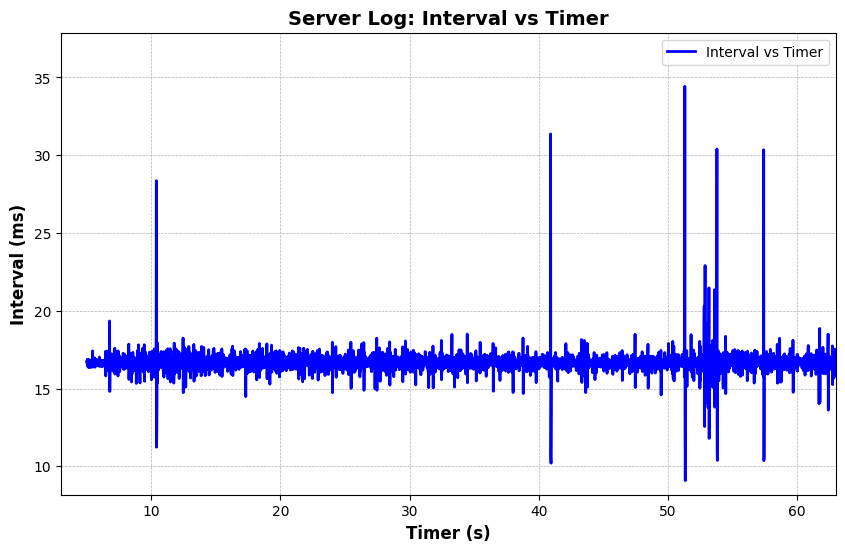 Server Log: Interval vs Timer
Interval vs Timer
35
30
25
20
15
10
Interval (ms)
10 20 30 40 50 60
Timer (s)